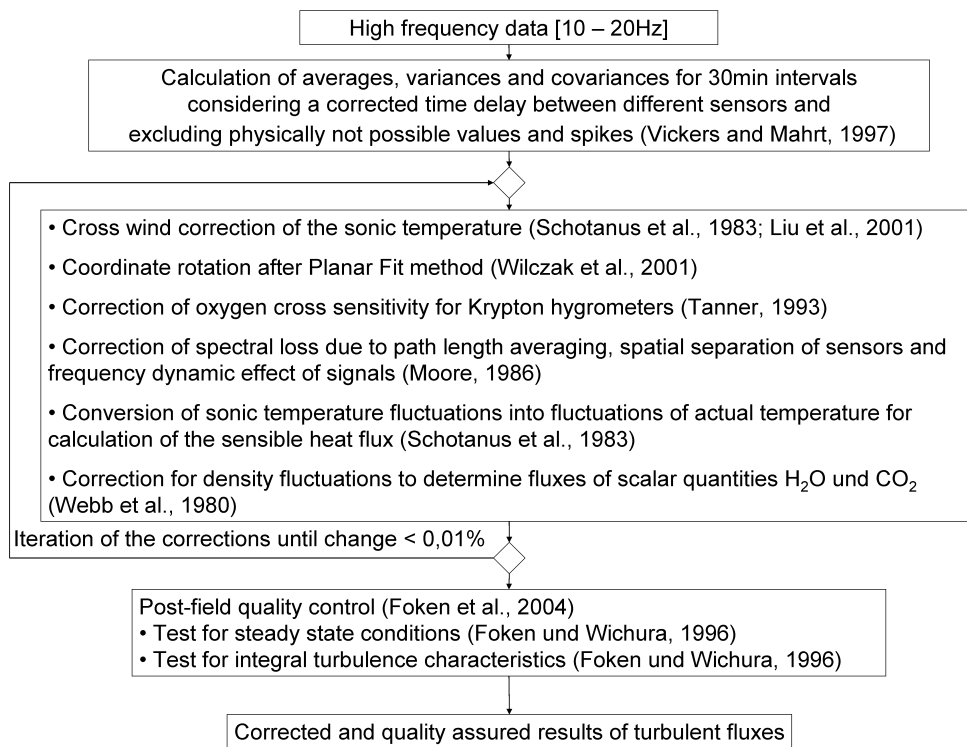 High frequency data [10 – 20Hz]
Calculation of averages, variances and covariances for 30min intervals
considering a corrected time delay between different sensors and
excluding physically not possible values and spikes (Vickers and Mahrt, 1997)
• Cross wind correction of the sonic temperature (Schotanus et al., 1983; Liu et al., 2001)
• Coordinate rotation after Planar Fit method (Wilczak et al., 2001)
• Correction of oxygen cross sensitivity for Krypton hygrometers (Tanner, 1993)
• Correction of spectral loss due to path length averaging, spatial separation of sensors and
frequency dynamic effect of signals (Moore, 1986)
• Conversion of sonic temperature fluctuations into fluctuations of actual temperature for
calculation of the sensible heat flux (Schotanus et al., 1983)
• Correction for density fluctuations to determine fluxes of scalar quantities H₂O und CO₂
(Webb et al., 1980)
Iteration of the corrections until change < 0,01%
Post-field quality control (Foken et al., 2004)
• Test for steady state conditions (Foken und Wichura, 1996)
• Test for integral turbulence characteristics (Foken und Wichura, 1996)
Corrected and quality assured results of turbulent fluxes